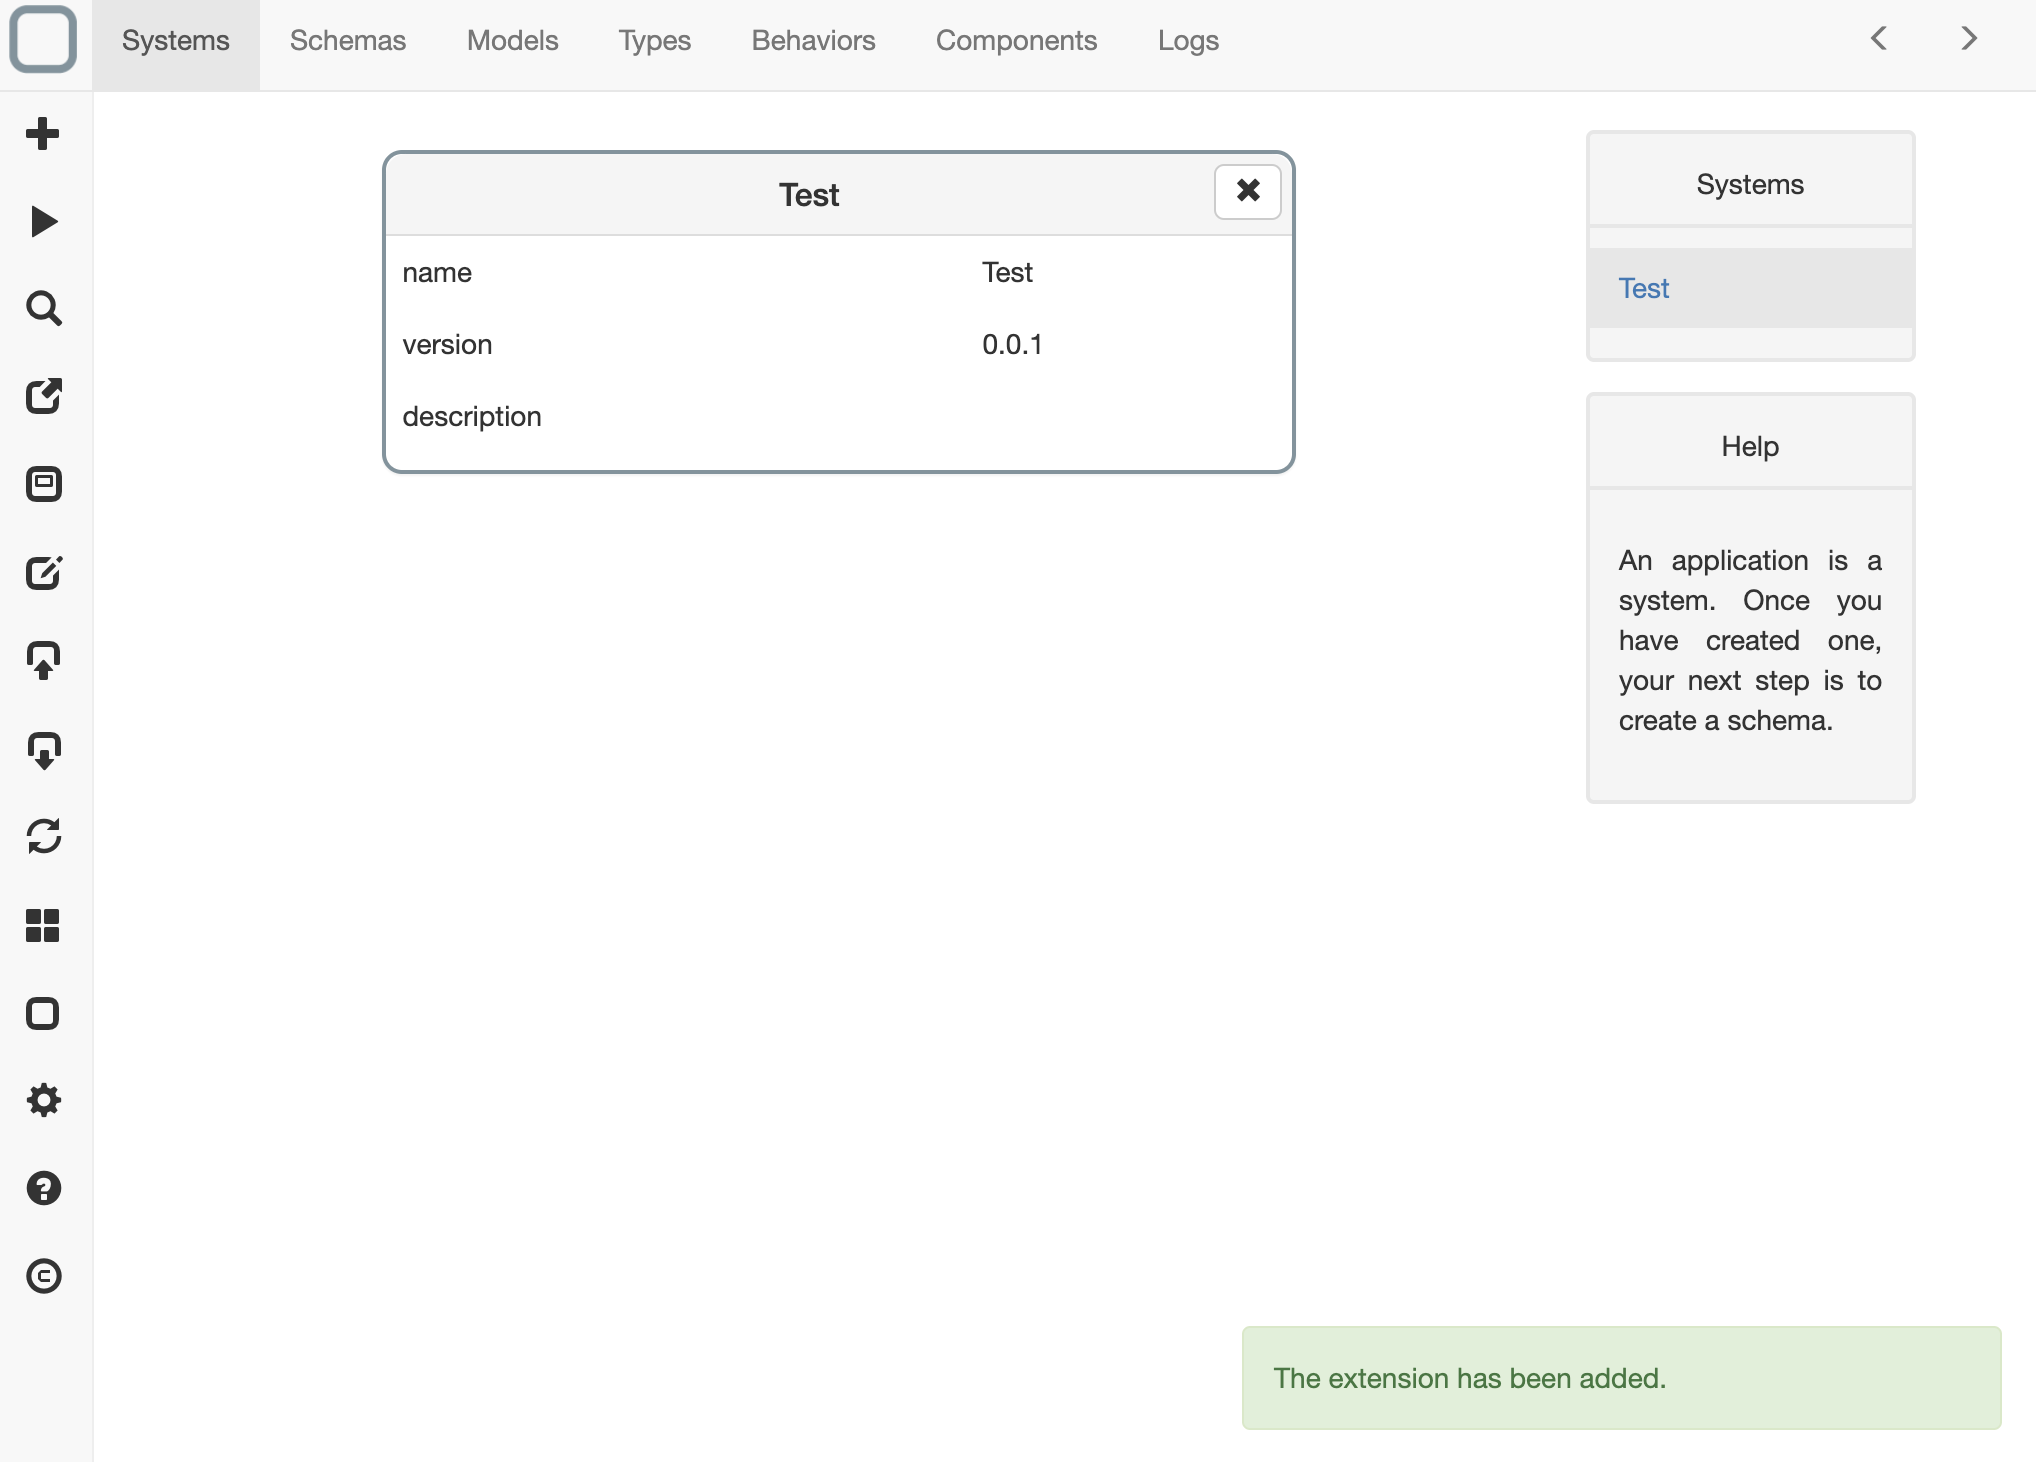 Systems Schemas Models Types Behaviors Components Logs
Test
name Test
version 0.0.1
description
Systems
Test
Help
An application is a
system. Once you
have created one,
your next step is to
create a schema.
The extension has been added.